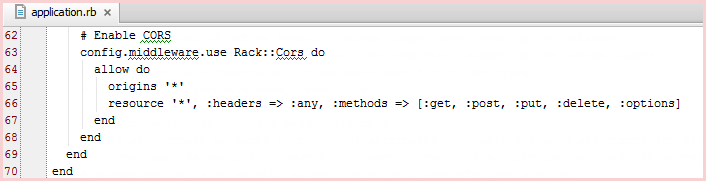 application.rb
62 # Enable CORS
63 config.middleware.use Rack::Cors do
64 allow do
65 origins '*'
66 resource '*', :headers => :any, :methods => [:get, :post, :put, :delete, :options]
67 end
68 end
69 end
70 end